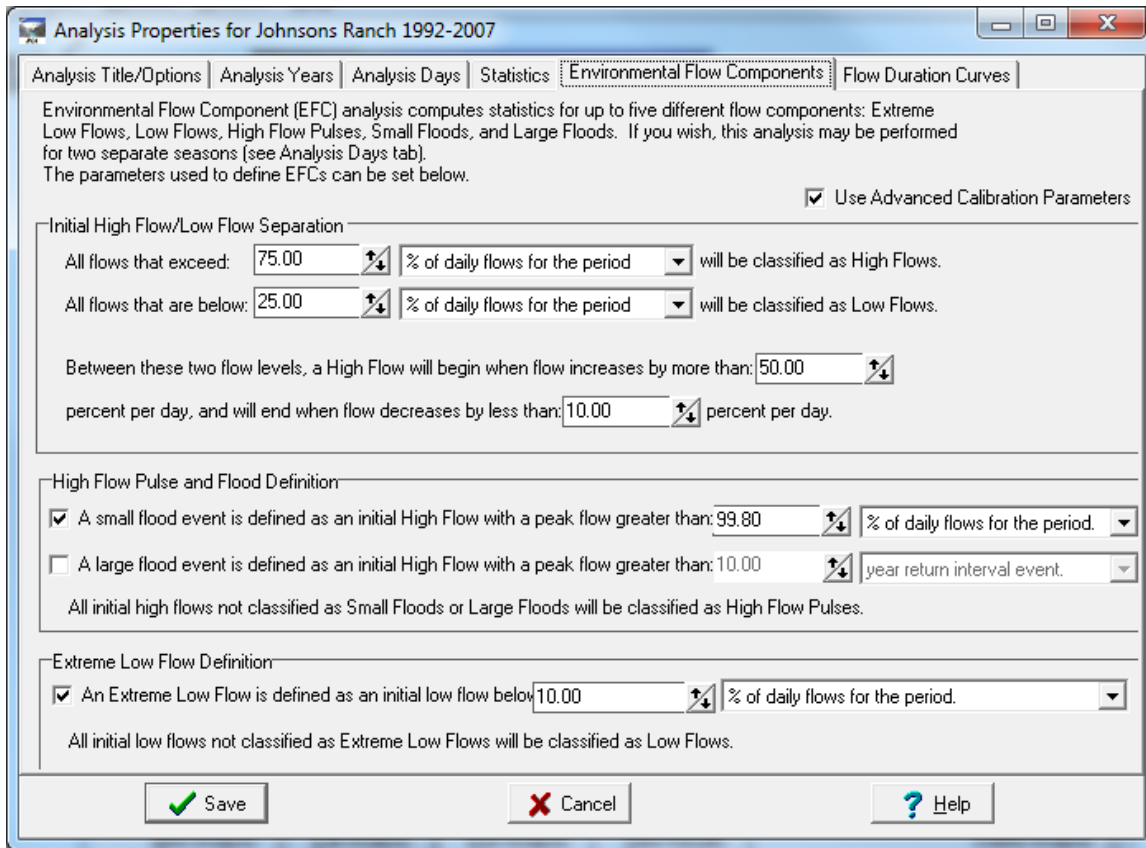 Analysis Properties for Johnsons Ranch 1992-2007
Analysis Title/Options Analysis Years Analysis Days Statistics Environmental Flow Components Flow Duration Curves
Environmental Flow Component (EFC) analysis computes statistics for up to five different flow components: Extreme
Low Flows, Low Flows, High Flow Pulses, Small Floods, and Large Floods. If you wish, this analysis may be performed
for two separate seasons (see Analysis Days tab).
The parameters used to define EFCs can be set below.
Use Advanced Calibration Parameters
Initial High Flow/Low Flow Separation
All flows that exceed: 75.00 % of daily flows for the period will be classified as High Flows.
All flows that are below: 25.00 % of daily flows for the period will be classified as Low Flows.
Between these two flow levels, a High Flow will begin when flow increases by more than: 50.00
percent per day, and will end when flow decreases by less than: 10.00 percent per day.
High Flow Pulse and Flood Definition
A small flood event is defined as an initial High Flow with a peak flow greater than: 99.80 % of daily flows for the period.
A large flood event is defined as an initial High Flow with a peak flow greater than: 10.00 year return interval event.
All initial high flows not classified as Small Floods or Large Floods will be classified as High Flow Pulses.
Extreme Low Flow Definition
An Extreme Low Flow is defined as an initial low flow below 10.00 % of daily flows for the period.
All initial low flows not classified as Extreme Low Flows will be classified as Low Flows.
Save Cancel Help